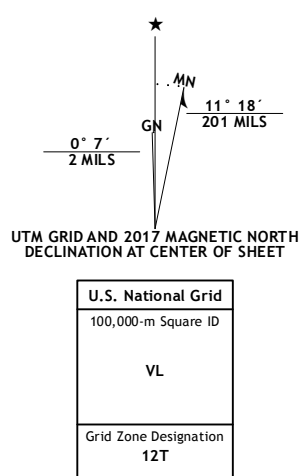 MN
GN
11° 18´
201 MILS
0° 7´
2 MILS
UTM GRID AND 2017 MAGNETIC NORTH
DECLINATION AT CENTER OF SHEET
U.S. National Grid
100,000-m Square ID
VL
Grid Zone Designation
12T